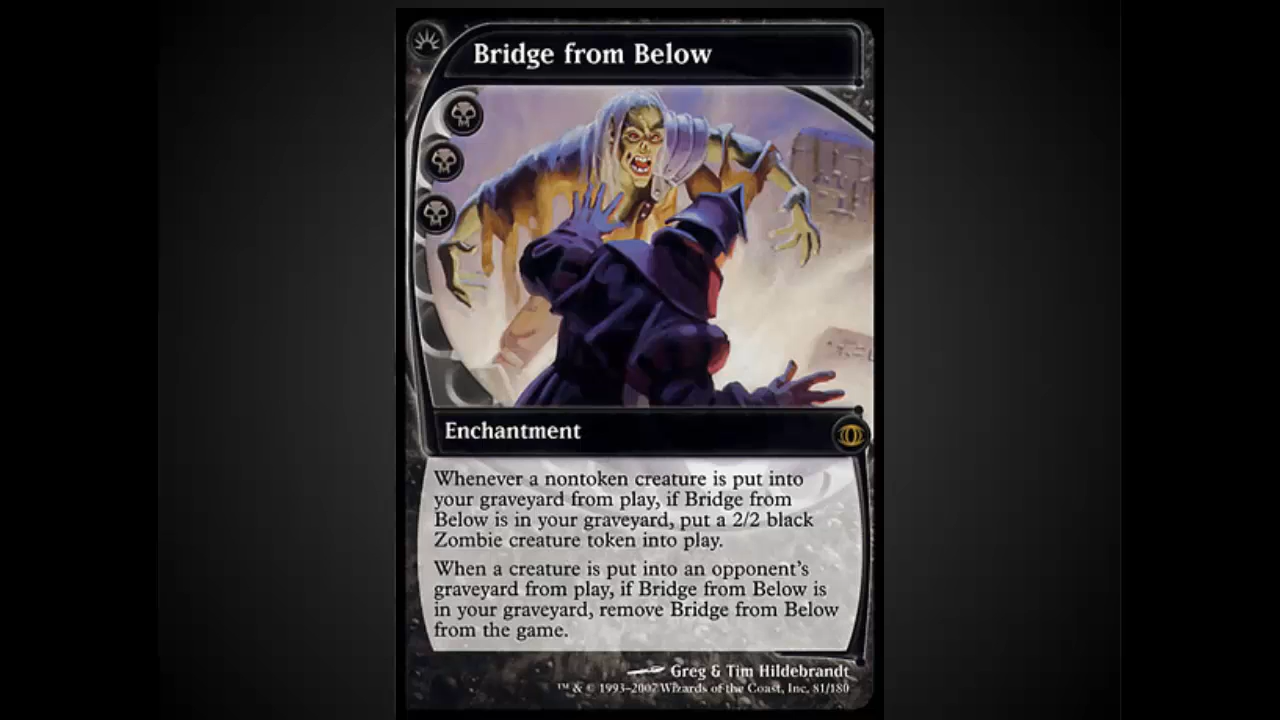 Bridge from Below
Enchantment
Whenever a nontoken creature is put into
your graveyard from play, if Bridge from
Below is in your graveyard, put a 2/2 black
Zombie creature token into play.
When a creature is put into an opponent's
graveyard from play, if Bridge from Below is
in your graveyard, remove Bridge from Below
from the game.
Greg & Tim Hildebrandt
™ & © 1993–2007 Wizards of the Coast, Inc. 81/180